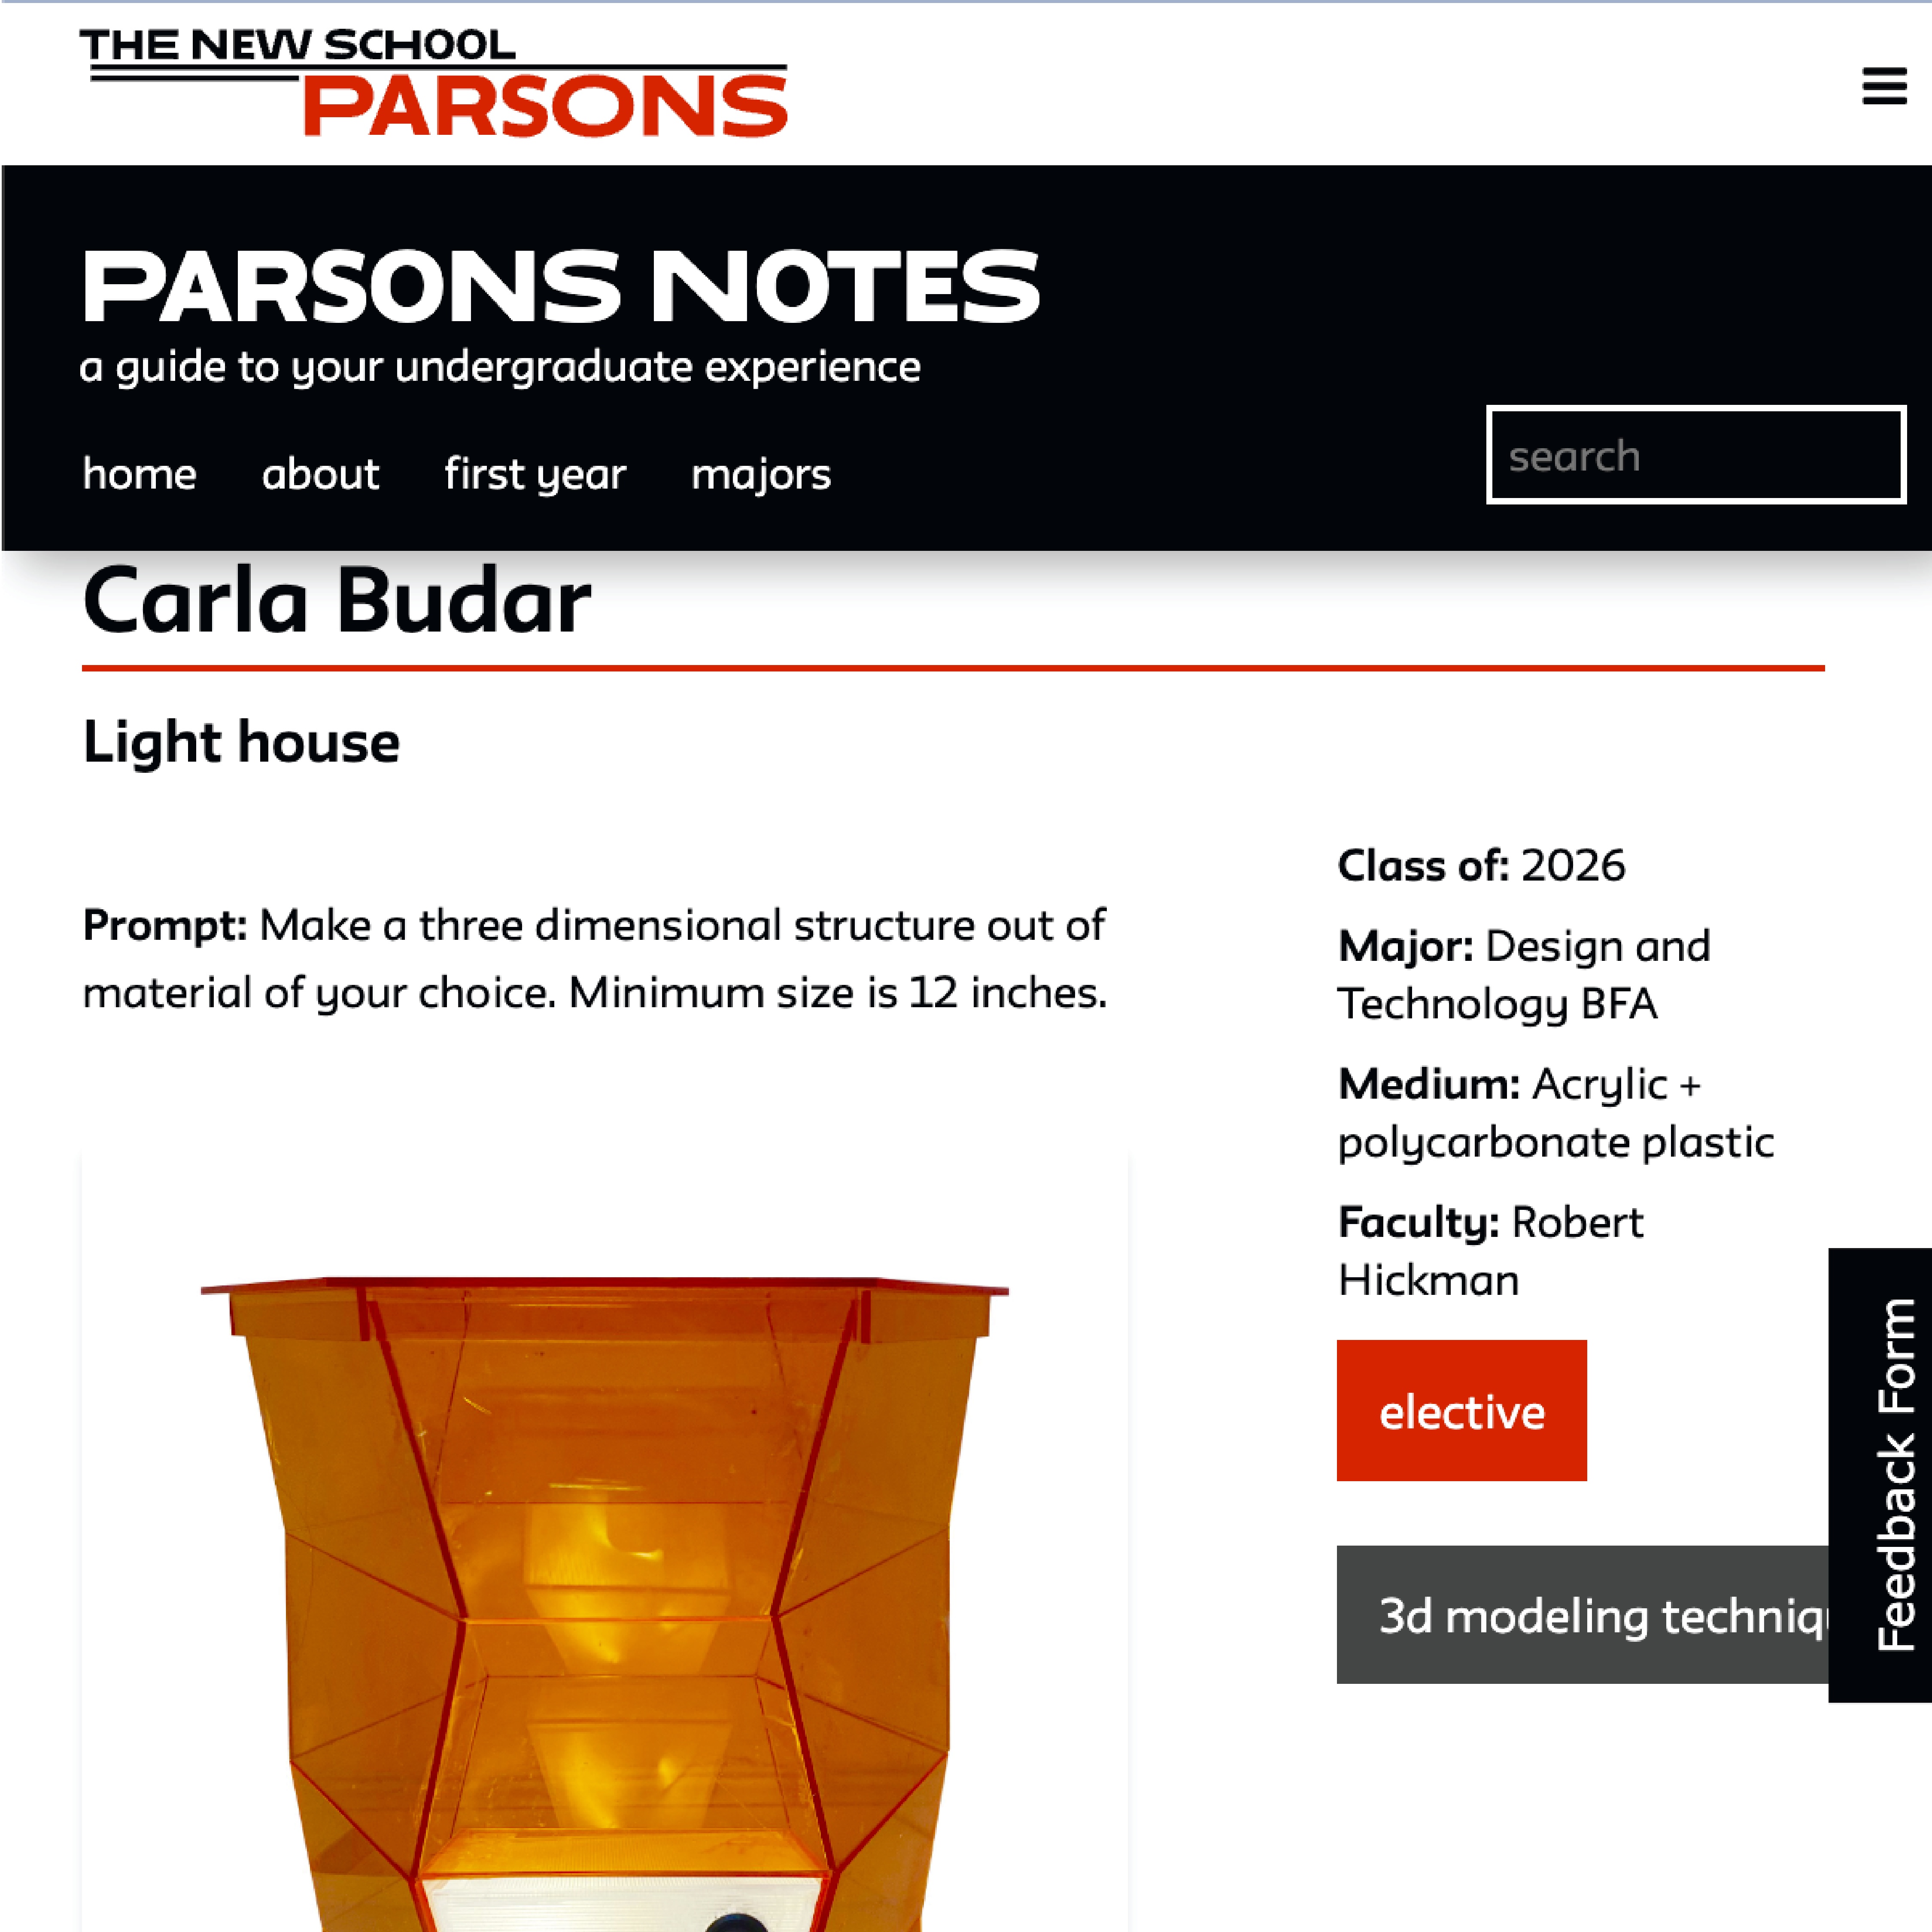 THE NEW SCHOOL
PARSONS
PARSONS NOTES
a guide to your undergraduate experience
home about first year majors
search
Carla Budar
Light house
Prompt: Make a three dimensional structure out of
material of your choice. Minimum size is 12 inches.
Class of: 2026
Major: Design and
Technology BFA
Medium: Acrylic +
polycarbonate plastic
Faculty: Robert
Hickman
elective
3d modeling
Feedback Form